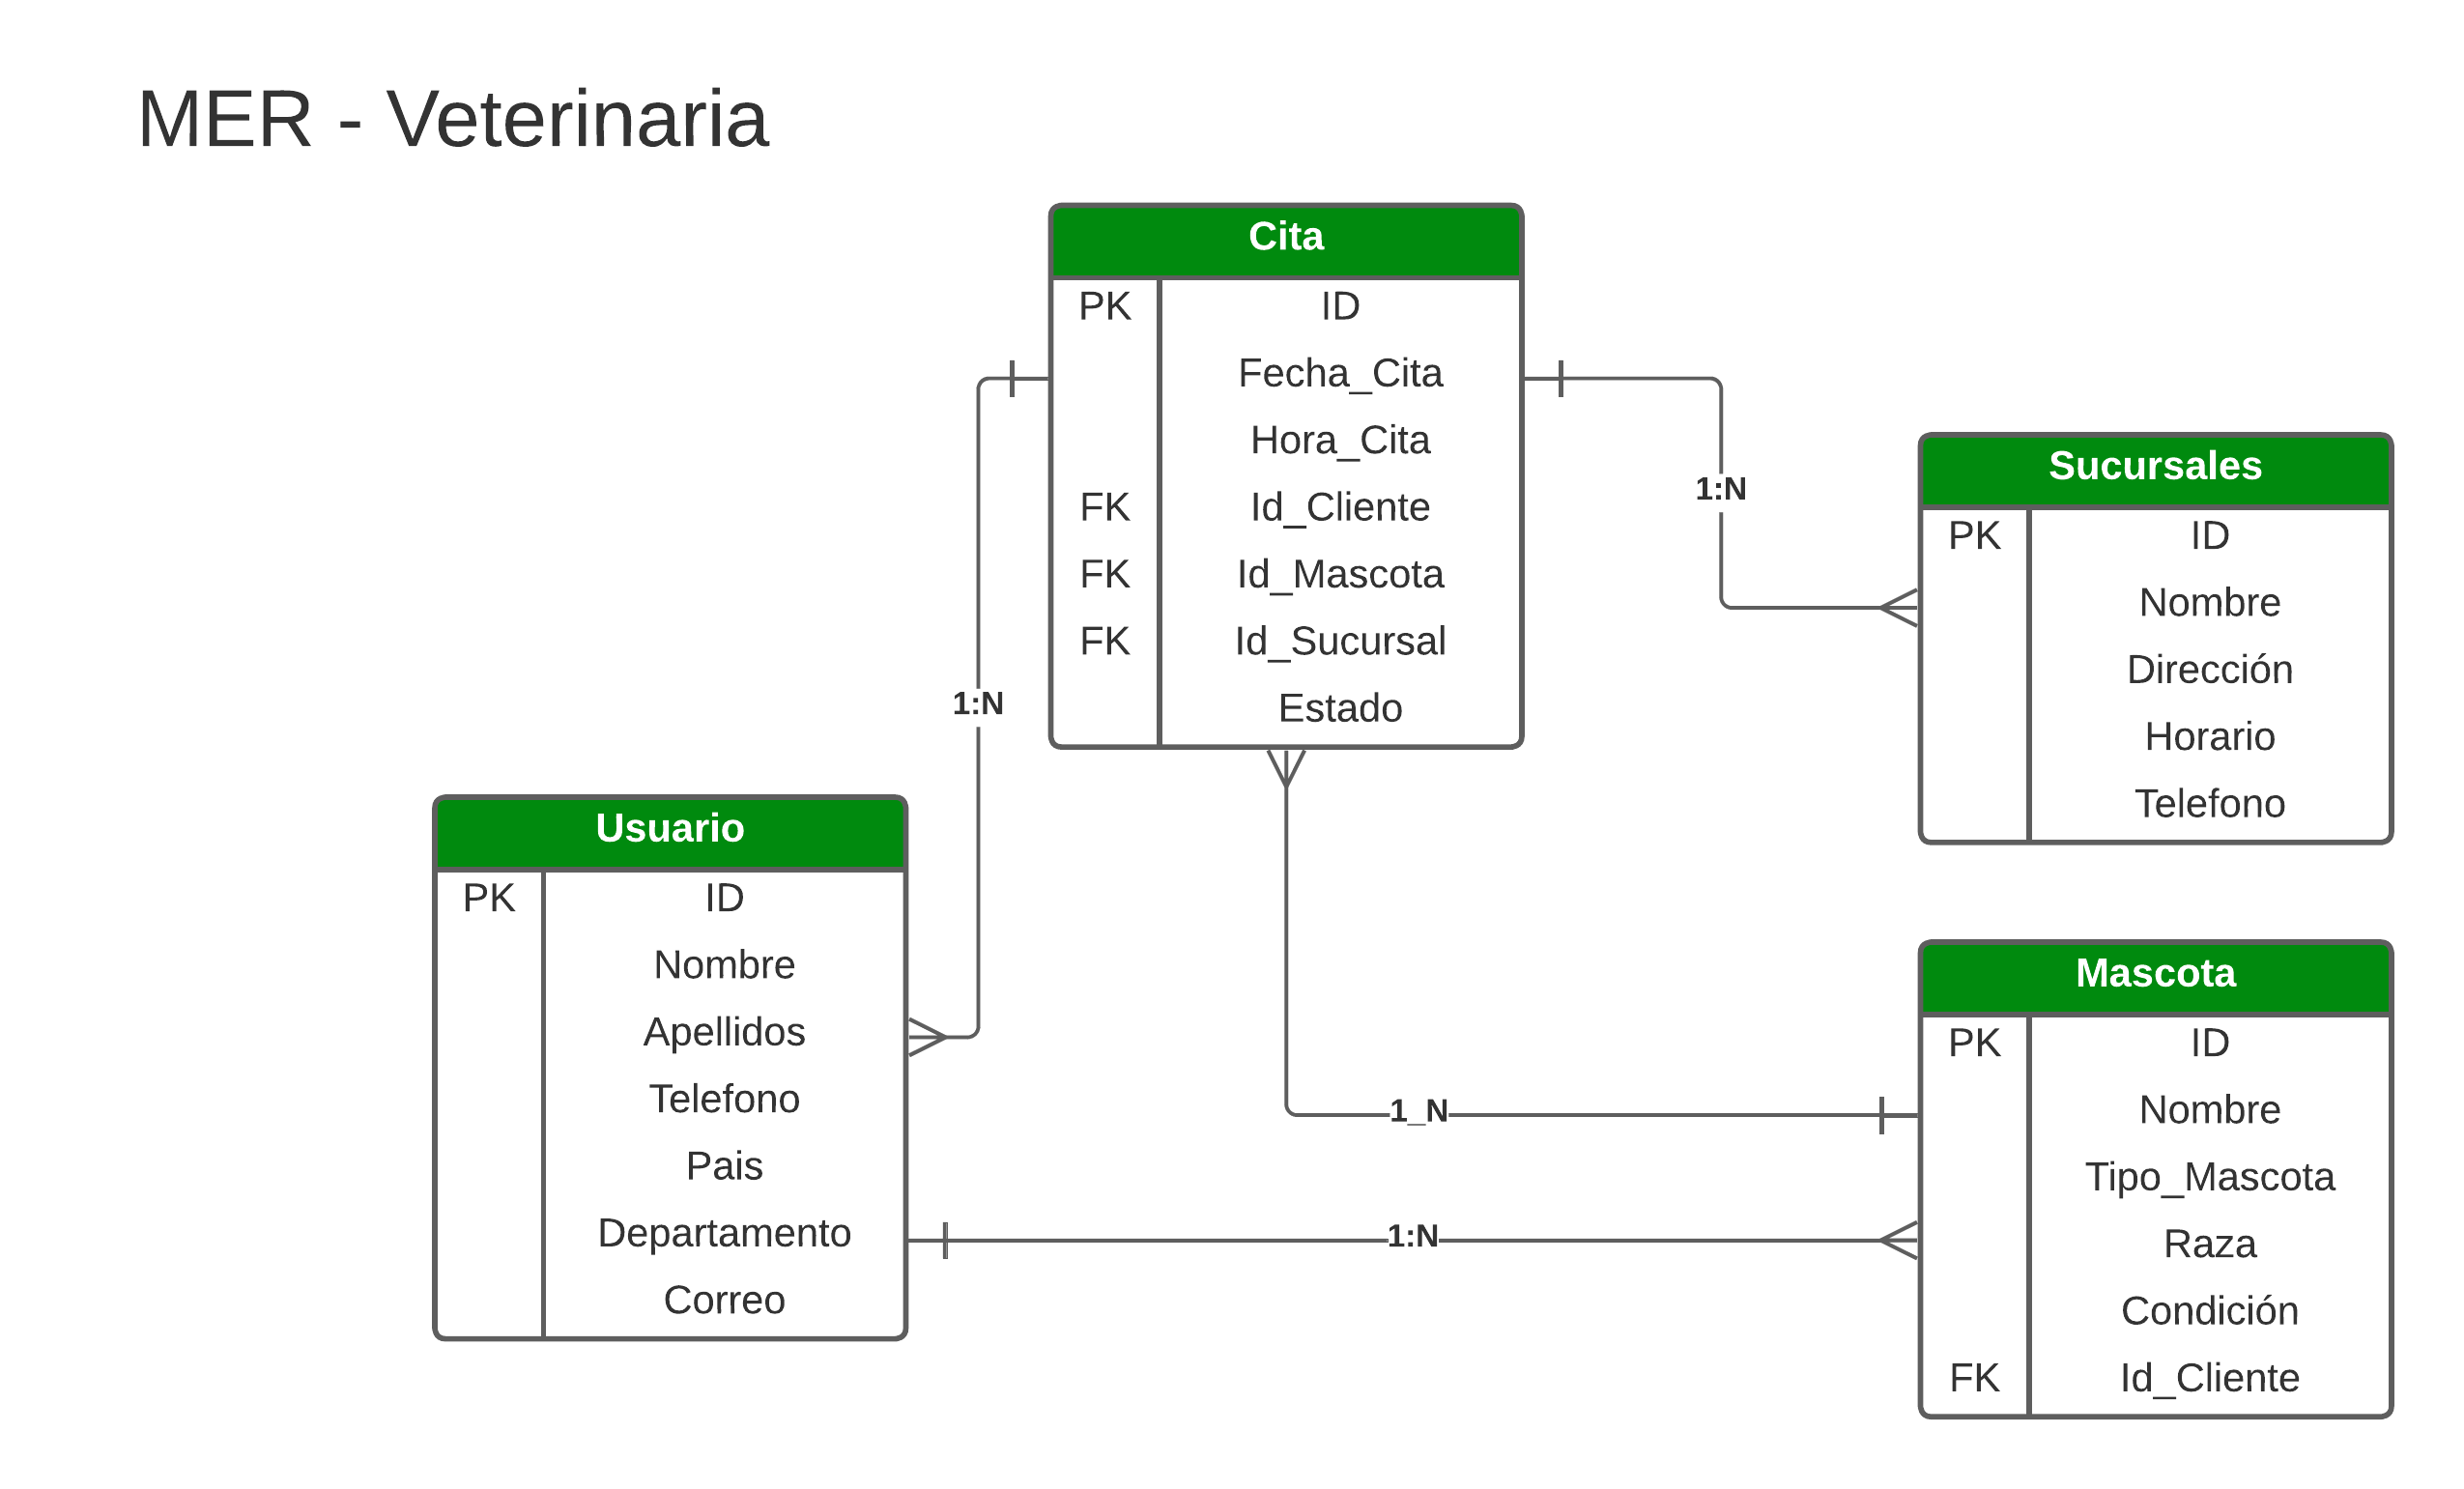 MER - Veterinaria
Cita
PK ID
Fecha_Cita
Hora_Cita
FK Id_Cliente
FK Id_Mascota
FK Id_Sucursal
Estado
1:N
Sucursales
PK ID
Nombre
Dirección
Horario
Telefono
1:N
Usuario
PK ID
Nombre
Apellidos
Telefono
Pais
Departamento
Correo
Mascota
PK ID
Nombre
Tipo_Mascota
Raza
Condición
FK Id_Cliente
1_N
1:N